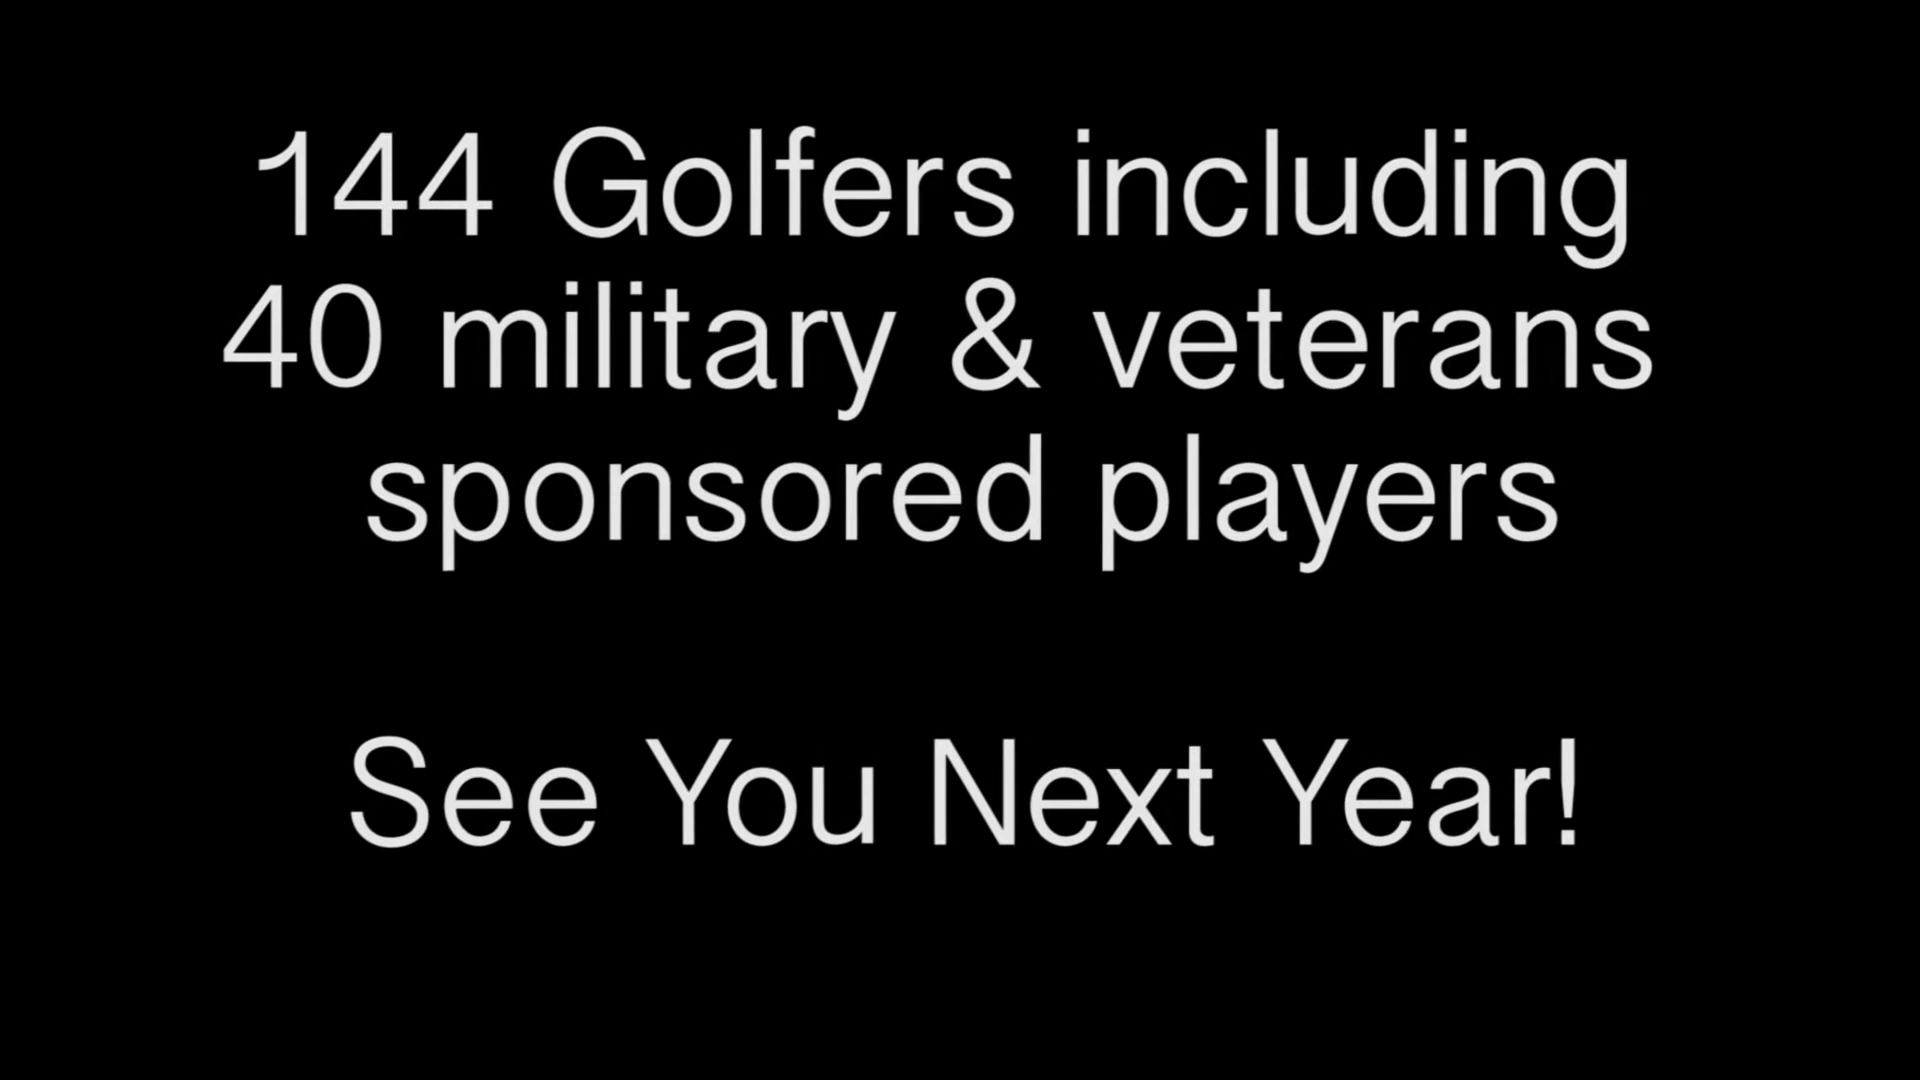 144 Golfers including
40 military & veterans
sponsored players
See You Next Year!